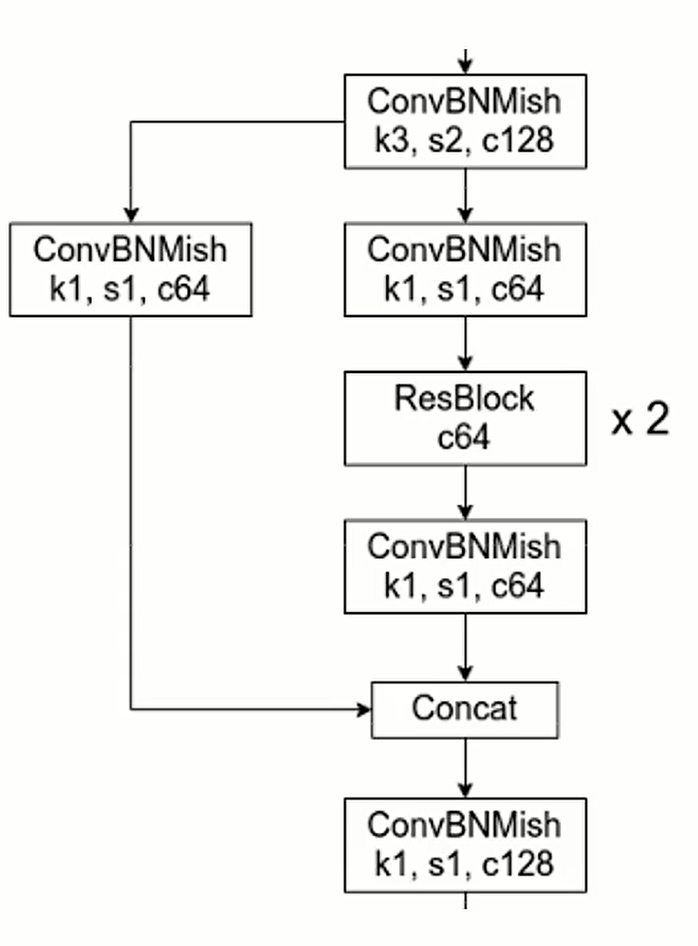 ConvBNMish
k3, s2, c128
ConvBNMish
k1, s1, c64
ConvBNMish
k1, s1, c64
ResBlock
c64
x 2
ConvBNMish
k1, s1, c64
Concat
ConvBNMish
k1, s1, c128